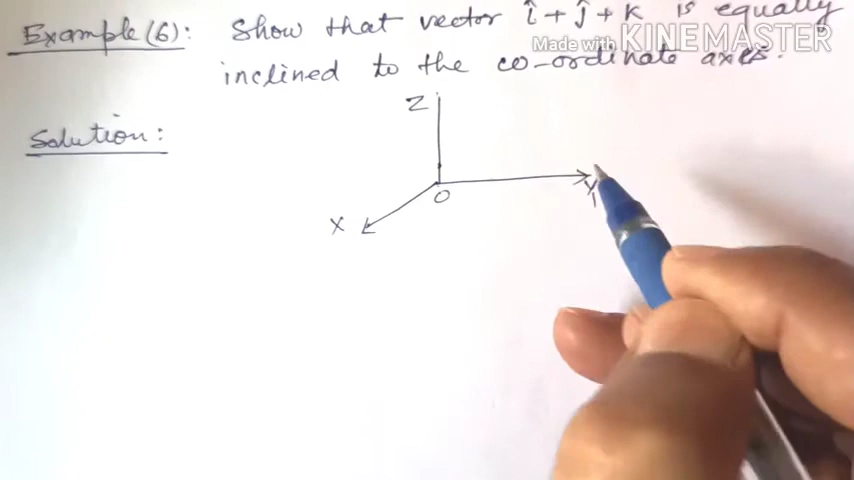 Example (6): Show that vector î + ĵ + k is equally
Made with KINEMASTER
inclined to the co-ordinate axes.
Z
Solution:
Y
O
X